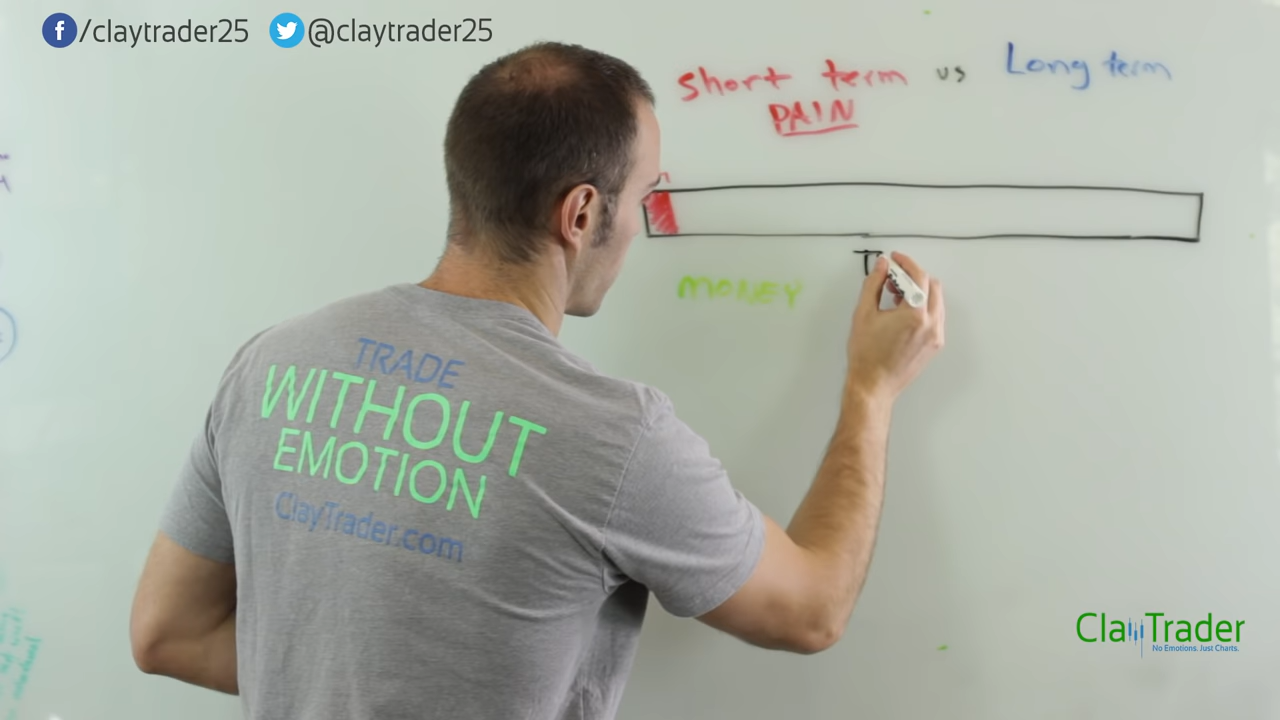 /claytrader25 @claytrader25
short term vs Long term
PAIN
MONEY
TRADE
WITHOUT
EMOTION
ClayTrader.com
ClayTrader
No Emotions. Just Charts.